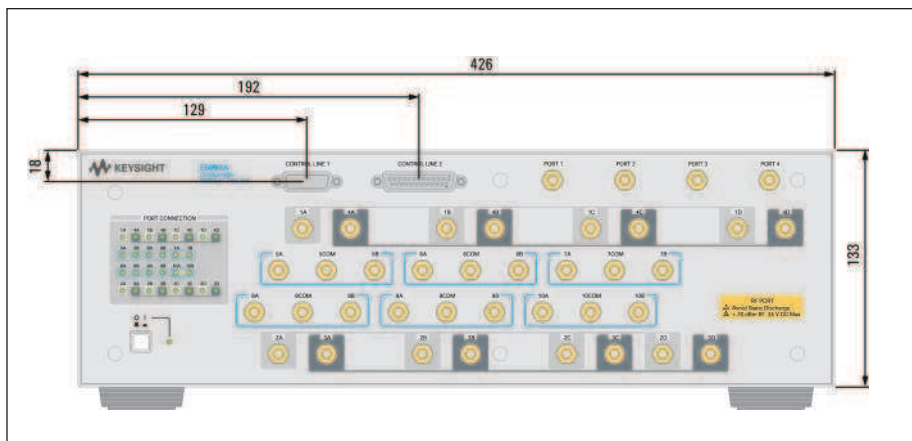 426
192
129
18
KEYSIGHT
CONTROL LINE 1
CONTROL LINE 2
PORT 1
PORT 2
PORT 3
PORT 4
1A
4A
1B
4B
1C
4C
1D
4D
PORT CONNECTION
5A
5COM
5B
6A
6COM
6B
7A
7COM
7B
8A
8COM
8B
9A
9COM
9B
10A
10COM
10B
RF PORT
Avoid Static Discharge
133
2A
3A
2B
3B
2C
3C
2D
3D